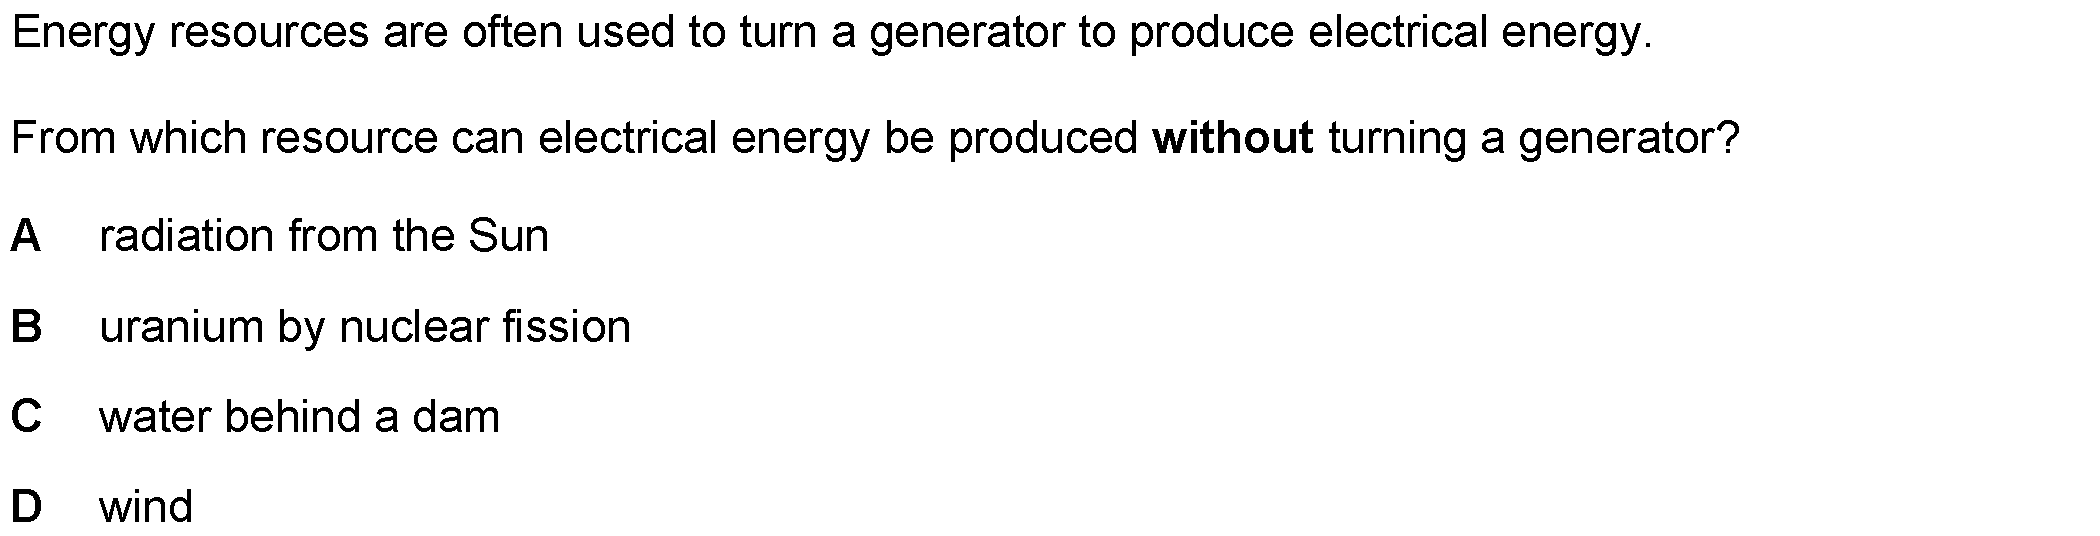 Energy resources are often used to turn a generator to produce electrical energy.
From which resource can electrical energy be produced without turning a generator?
A radiation from the Sun
B uranium by nuclear fission
C water behind a dam
D wind